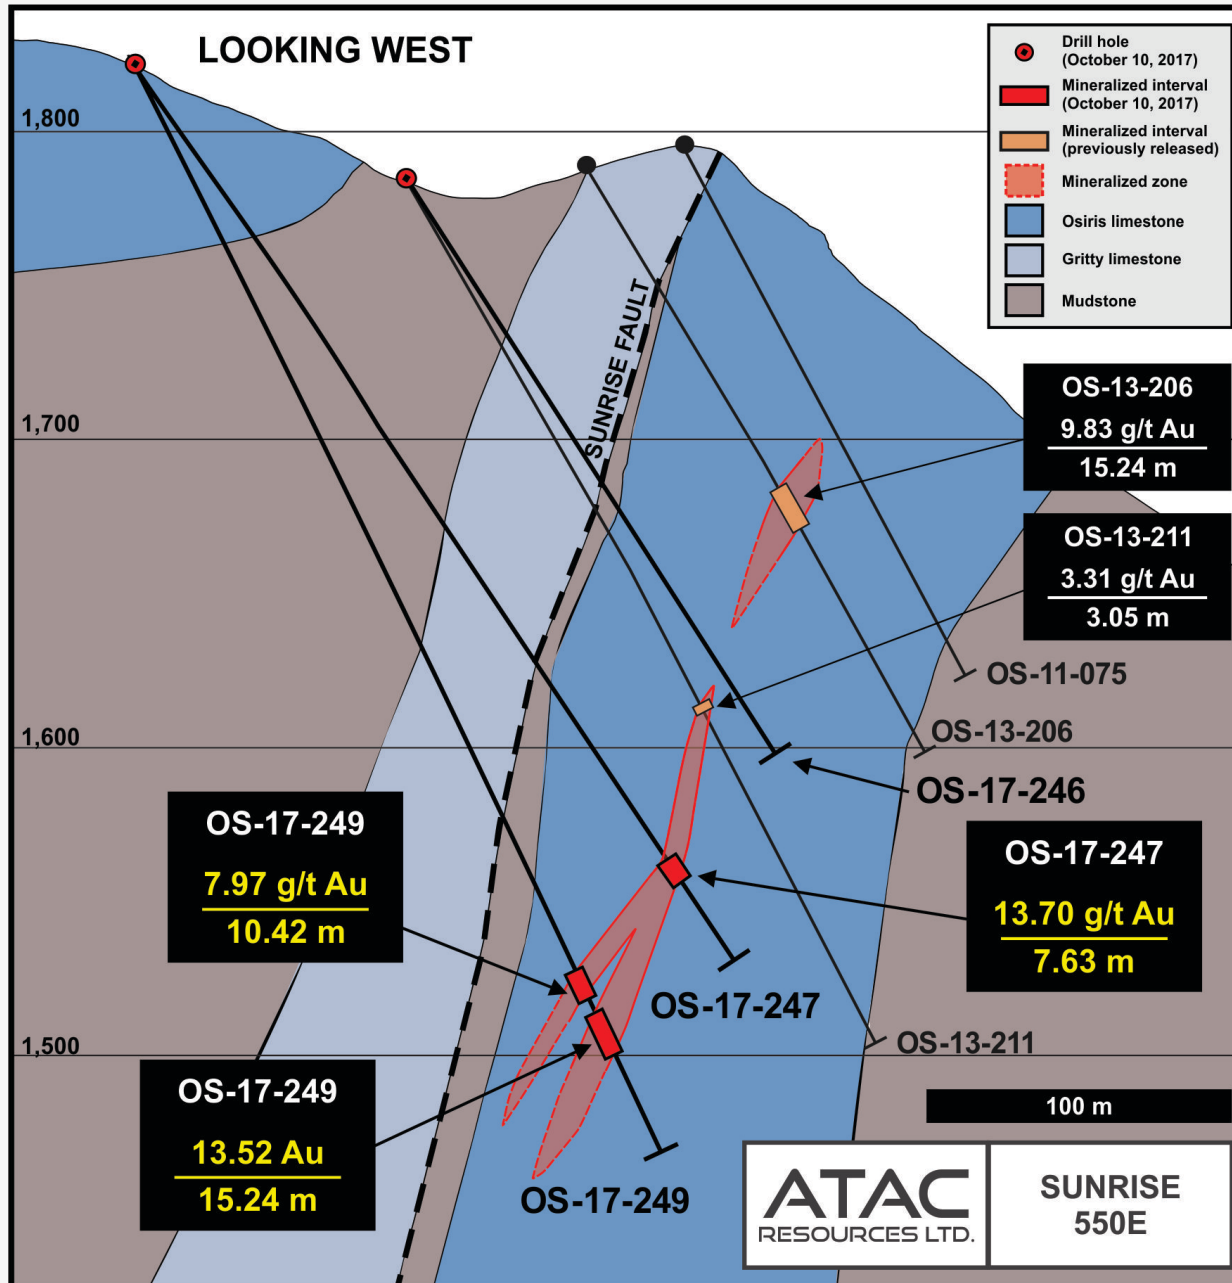 LOOKING WEST
Drill hole
(October 10, 2017)
Mineralized interval
(October 10, 2017)
Mineralized interval
(previously released)
Mineralized zone
Osiris limestone
Gritty limestone
Mudstone
1,800
SUNRISE FAULT
1,700
OS-13-206
9.83 g/t Au
15.24 m
OS-13-211
3.31 g/t Au
3.05 m
OS-11-075
OS-13-206
1,600
OS-17-246
OS-17-249
7.97 g/t Au
10.42 m
OS-17-247
13.70 g/t Au
7.63 m
OS-17-247
1,500
OS-13-211
OS-17-249
13.52 Au
15.24 m
OS-17-249
100 m
ATAC
RESOURCES LTD.
SUNRISE
550E